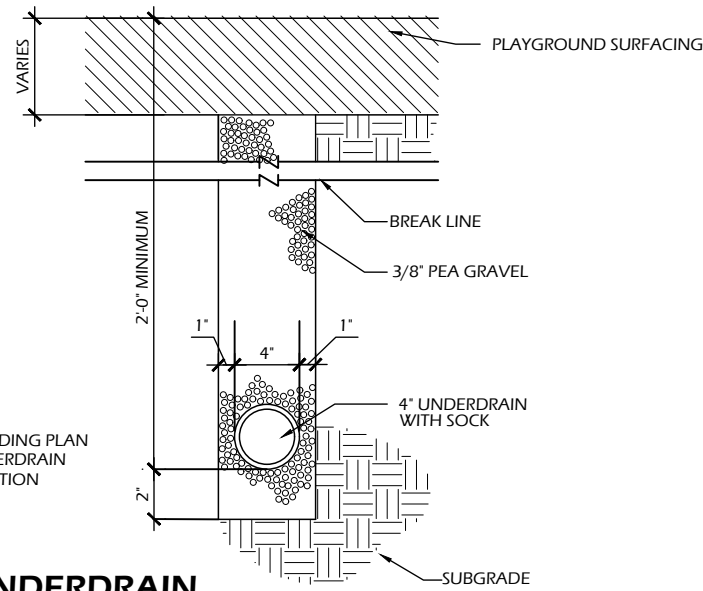 VARIES
PLAYGROUND SURFACING
BREAK LINE
2'-0" MINIMUM
3/8" PEA GRAVEL
1"
4"
1"
4" UNDERDRAIN
WITH SOCK
PLAN
2"
SUBGRADE